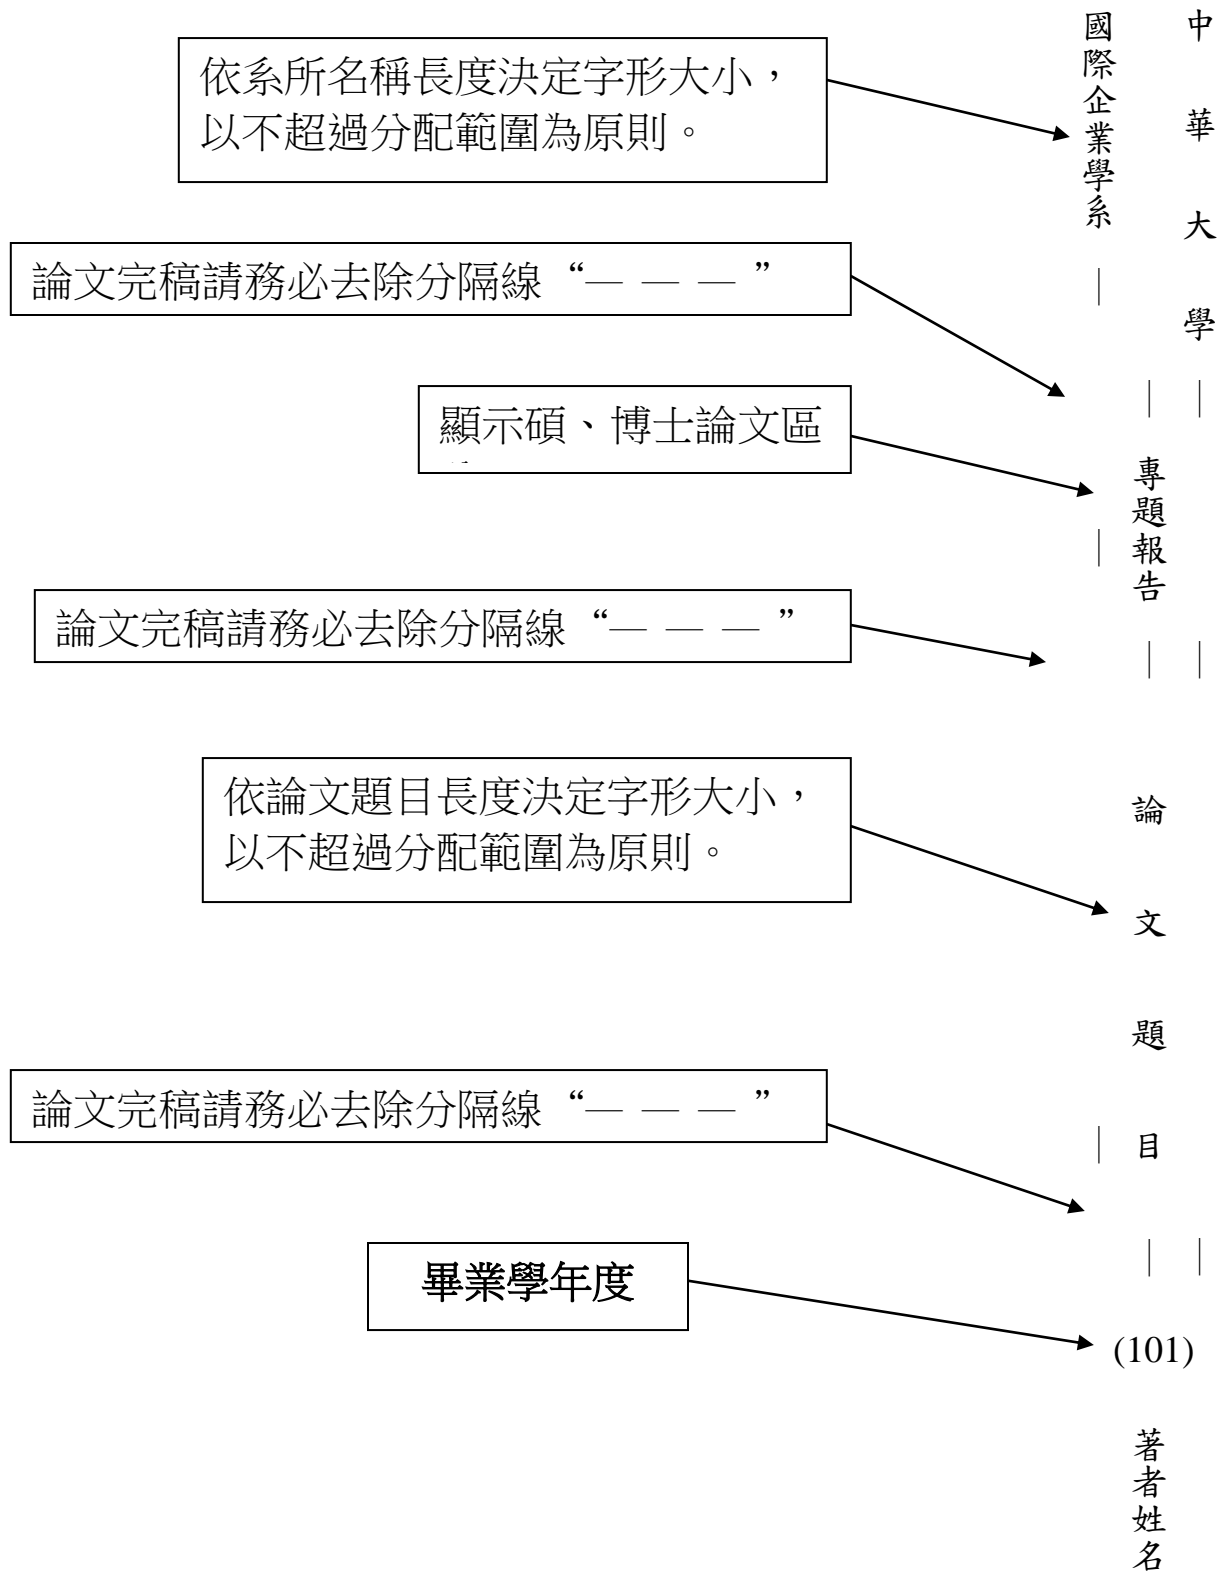 中華大學
國際企業學系
依系所名稱長度決定字形大小，
以不超過分配範圍為原則。
論文完稿請務必去除分隔線“— — — ”
｜
｜ ｜
顯示碩、博士論文區
專題報告
｜
論文完稿請務必去除分隔線“— — — ”
｜ ｜
依論文題目長度決定字形大小，
以不超過分配範圍為原則。
論文題目
論文完稿請務必去除分隔線“— — — ”
｜
｜ ｜
畢業學年度
(101)
著者姓名